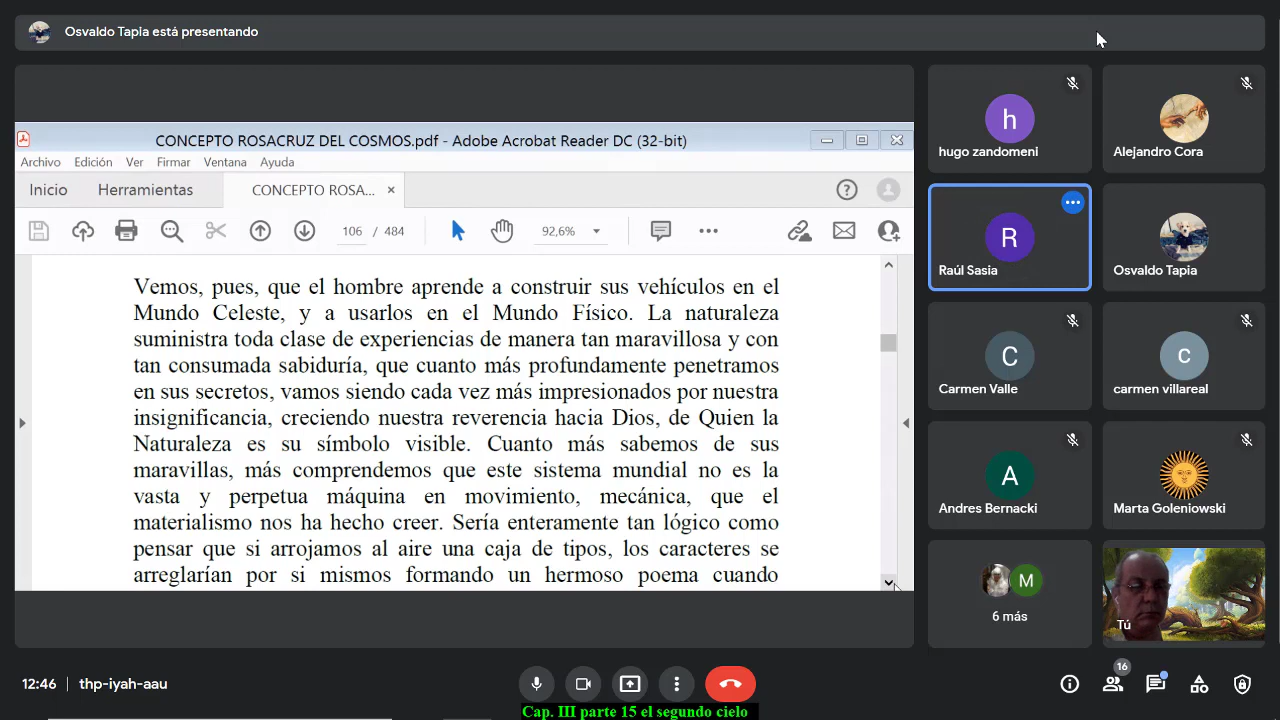 Osvaldo Tapia está presentando
CONCEPTO ROSACRUZ DEL COSMOS.pdf - Adobe Acrobat Reader DC (32-bit)
Archivo Edición Ver Firmar Ventana Ayuda
Inicio Herramientas CONCEPTO ROSA... ×
106 / 484 92,6%
Vemos, pues, que el hombre aprende a construir sus vehículos en el
Mundo Celeste, y a usarlos en el Mundo Físico. La naturaleza
suministra toda clase de experiencias de manera tan maravillosa y con
tan consumada sabiduría, que cuanto más profundamente penetramos
en sus secretos, vamos siendo cada vez más impresionados por nuestra
insignificancia, creciendo nuestra reverencia hacia Dios, de Quien la
Naturaleza es su símbolo visible. Cuanto más sabemos de sus
maravillas, más comprendemos que este sistema mundial no es la
vasta y perpetua máquina en movimiento, mecánica, que el
materialismo nos ha hecho creer. Sería enteramente tan lógico como
pensar que si arrojamos al aire una caja de tipos, los caracteres se
arreglarían por si mismos formando un hermoso poema cuando
h
hugo zandomeni
Alejandro Cora
R
Raúl Sasia
Osvaldo Tapia
C
Carmen Valle
c
carmen villareal
A
Andres Bernacki
Marta Goleniowski
M
6 más
Tú
12:46 | thp-iyah-aau
16
Cap. III parte 15 el segundo cielo